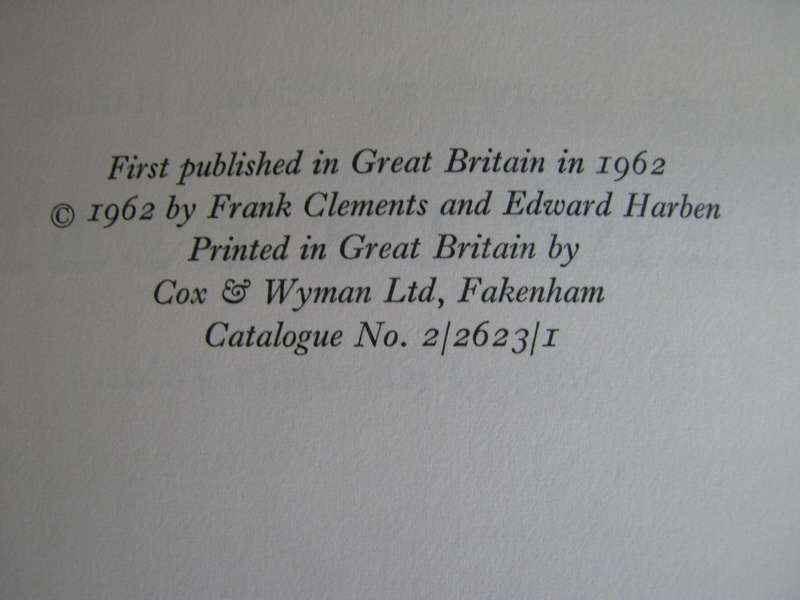 First published in Great Britain in 1962
© 1962 by Frank Clements and Edward Harben
Printed in Great Britain by
Cox & Wyman Ltd, Fakenham
Catalogue No. 2/2623/1